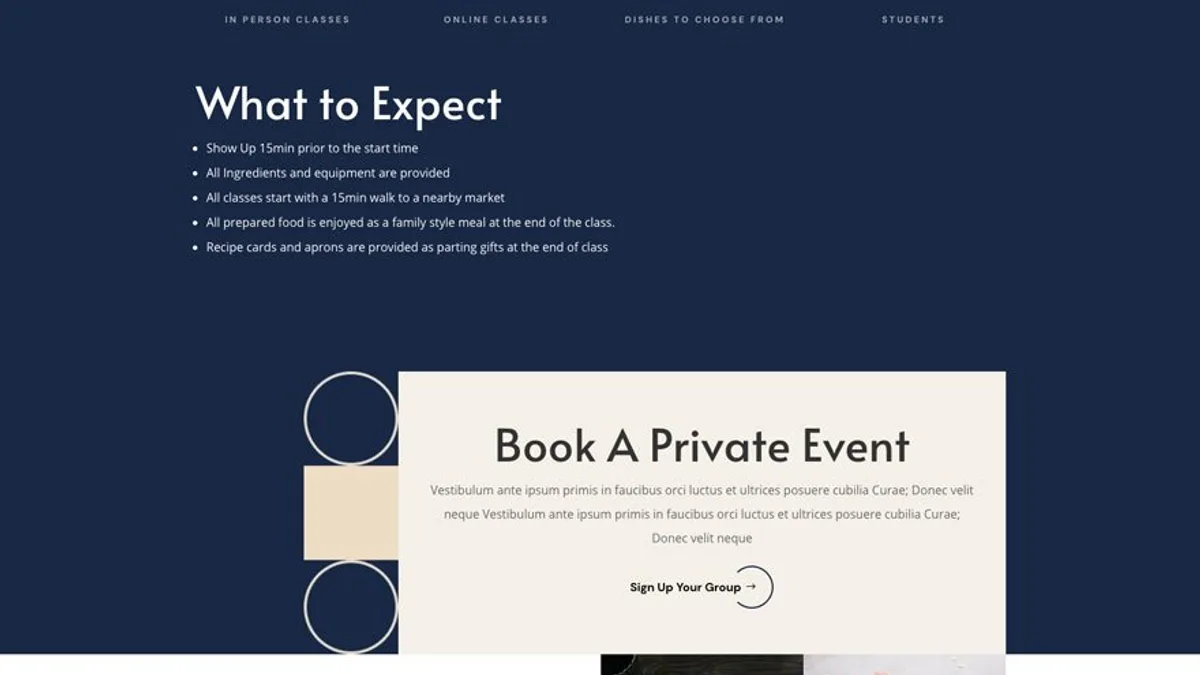 IN PERSON CLASSES
ONLINE CLASSES
DISHES TO CHOOSE FROM
STUDENTS
What to Expect
Show Up 15min prior to the start time
All Ingredients and equipment are provided
All classes start with a 15min walk to a nearby market
All prepared food is enjoyed as a family style meal at the end of the class.
Recipe cards and aprons are provided as parting gifts at the end of class
Book A Private Event
Vestibulum ante ipsum primis in faucibus orci luctus et ultrices posuere cubilia Curae; Donec velit
neque Vestibulum ante ipsum primis in faucibus orci luctus et ultrices posuere cubilia Curae;
Donec velit neque
Sign Up Your Group →